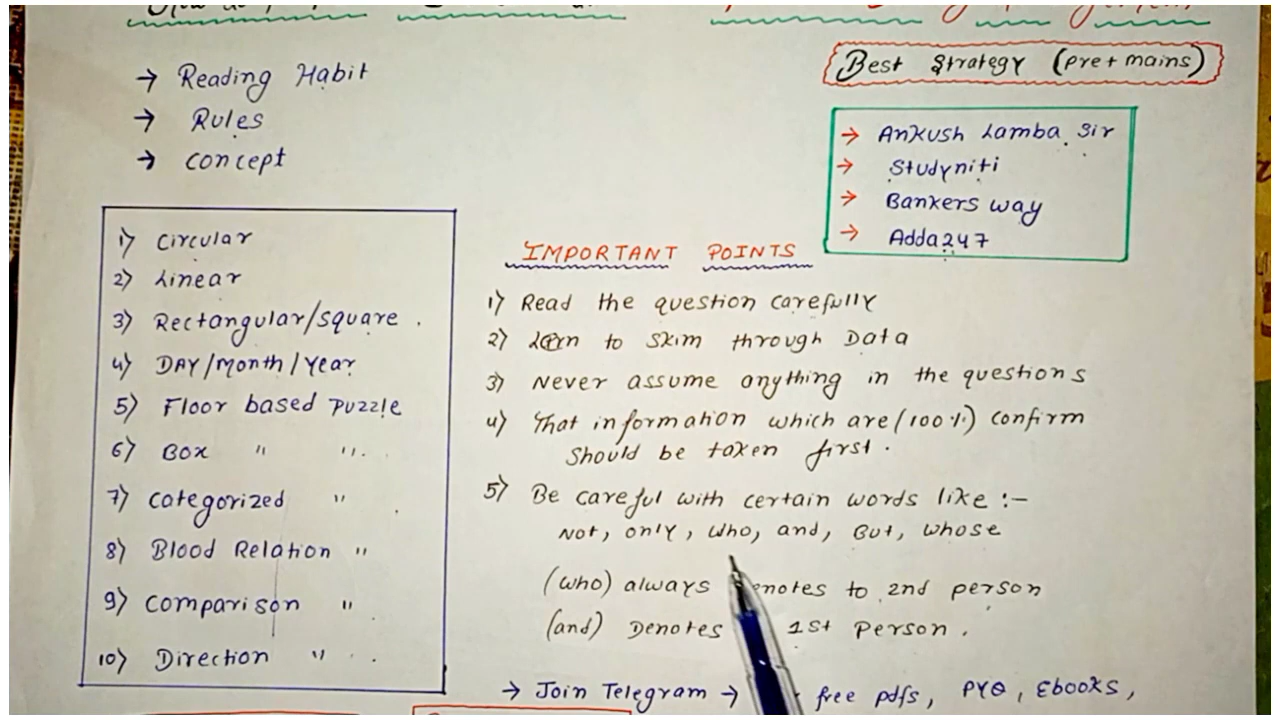 → Reading Habit
→ Rules
→ concept
Best Strategy (pre + mains)
→ Ankush Lamba Sir
→ Studyniti
→ Bankers way
→ Adda247
1) Circular
2) Linear
3) Rectangular/square.
4) DAY/month/Year
5) Floor based puzzle
6) Box " ".
7) Categorized "
8) Blood Relation "
9) Comparison "
10) Direction " .
IMPORTANT POINTS
1) Read the question carefully
2) Learn to skim through Data
3) Never assume anything in the questions
4) That information which are (100%) confirm
should be taken first.
5) Be careful with certain words like :-
Not, only, who, and, But, whose
(who) always to 2nd person
(and) Denotes 1st Person.
→ Join Telegram → free pdfs, PYQ, Ebooks,